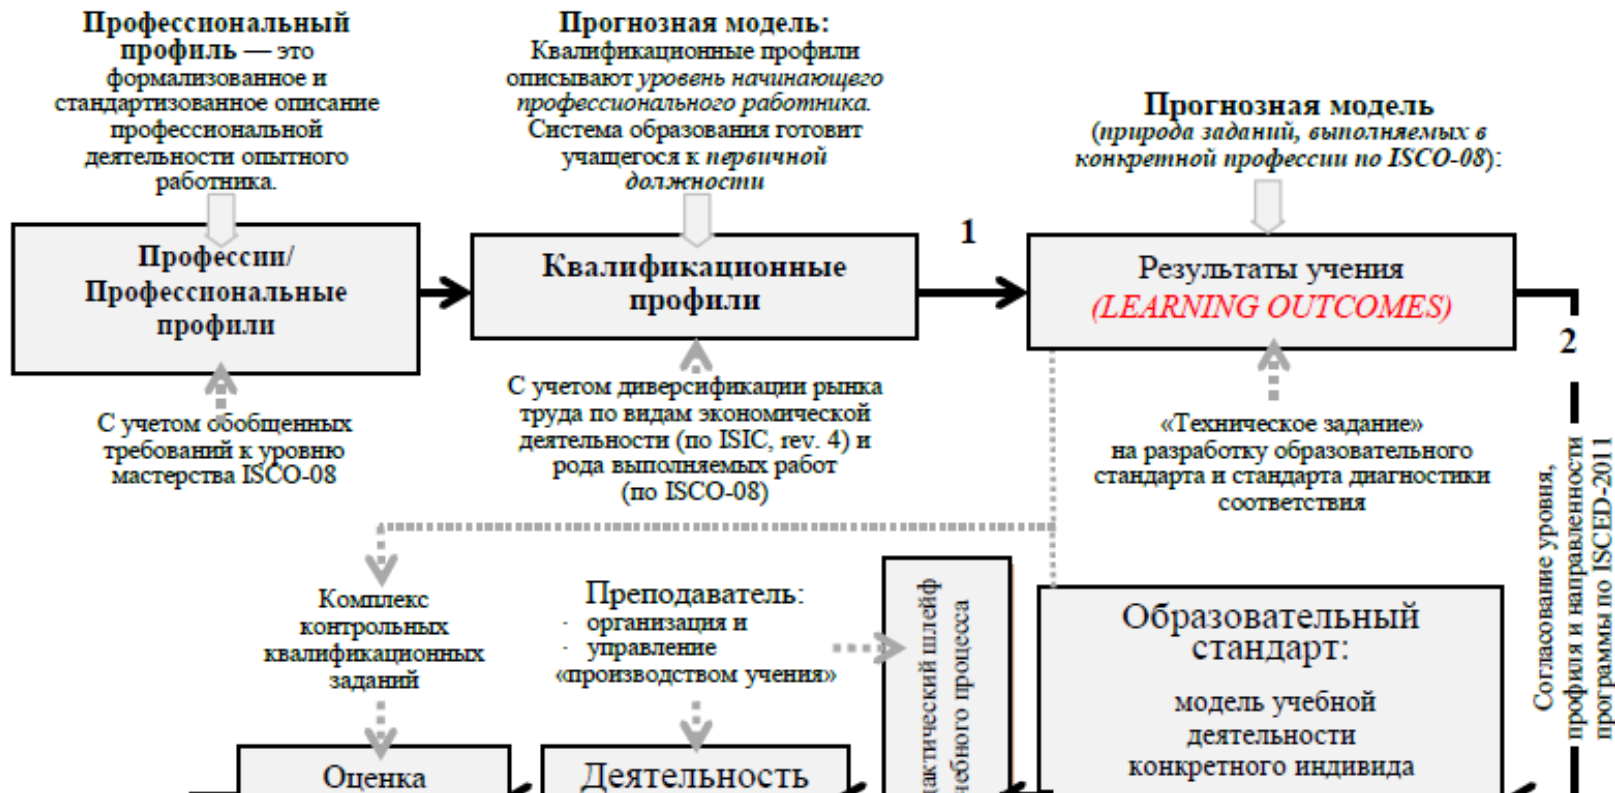 Профессиональный
профиль — это
формализованное и
стандартизованное описание
профессиональной
деятельности опытного
работника.
Прогнозная модель:
Квалификационные профили
описывают уровень начинающего
профессионального работника.
Система образования готовит
учащегося к первичной
должности
Прогнозная модель
(природа заданий, выполняемых в
конкретной профессии по ISCO-08):
Профессии/
Профессиональные
профили
Квалификационные
профили
1
Результаты учения
(LEARNING OUTCOMES)
2
С учетом обобщенных
требований к уровню
мастерства ISCO-08
С учетом диверсификации рынка
труда по видам экономической
деятельности (по ISIC, rev. 4) и
рода выполняемых работ
(по ISCO-08)
«Техническое задание»
на разработку образовательного
стандарта и стандарта диагностики
соответствия
Согласование уровня,
профиля и направленности
программы по ISCED-2011
Комплекс
контрольных
квалификационных
заданий
Преподаватель:
· организация и
· управление
«производством учения»
шлейф
процесса
Образовательный
стандарт:
модель учебной
деятельности
конкретного индивида
Оценка
Деятельность